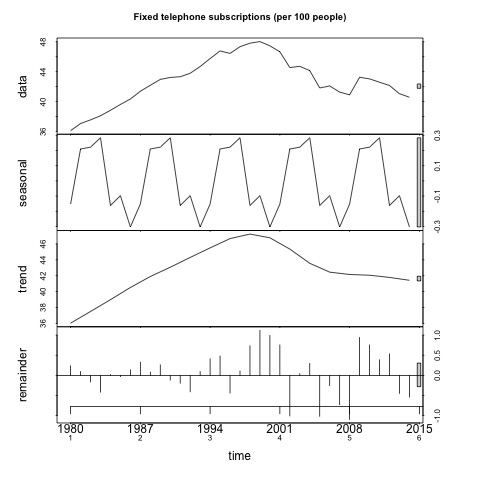 Fixed telephone subscriptions (per 100 people)
data
36 40 44 48
seasonal
-0.3 -0.1 0.1 0.3
trend
36 38 40 42 44 46
remainder
-1.0 0.0 0.5 1.0
1980 1987 1994 2001 2008 2015
1 2 3 4 5 6
time